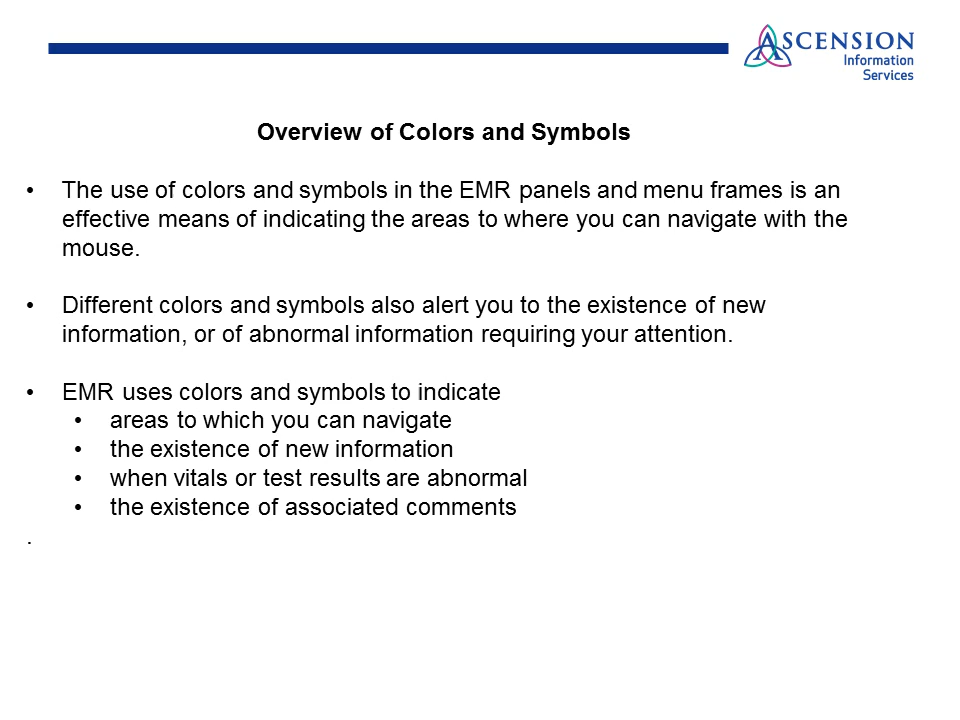 ASCENSION
Information
Services
Overview of Colors and Symbols
• The use of colors and symbols in the EMR panels and menu frames is an
effective means of indicating the areas to where you can navigate with the
mouse.
• Different colors and symbols also alert you to the existence of new
information, or of abnormal information requiring your attention.
• EMR uses colors and symbols to indicate
• areas to which you can navigate
• the existence of new information
• when vitals or test results are abnormal
• the existence of associated comments
.